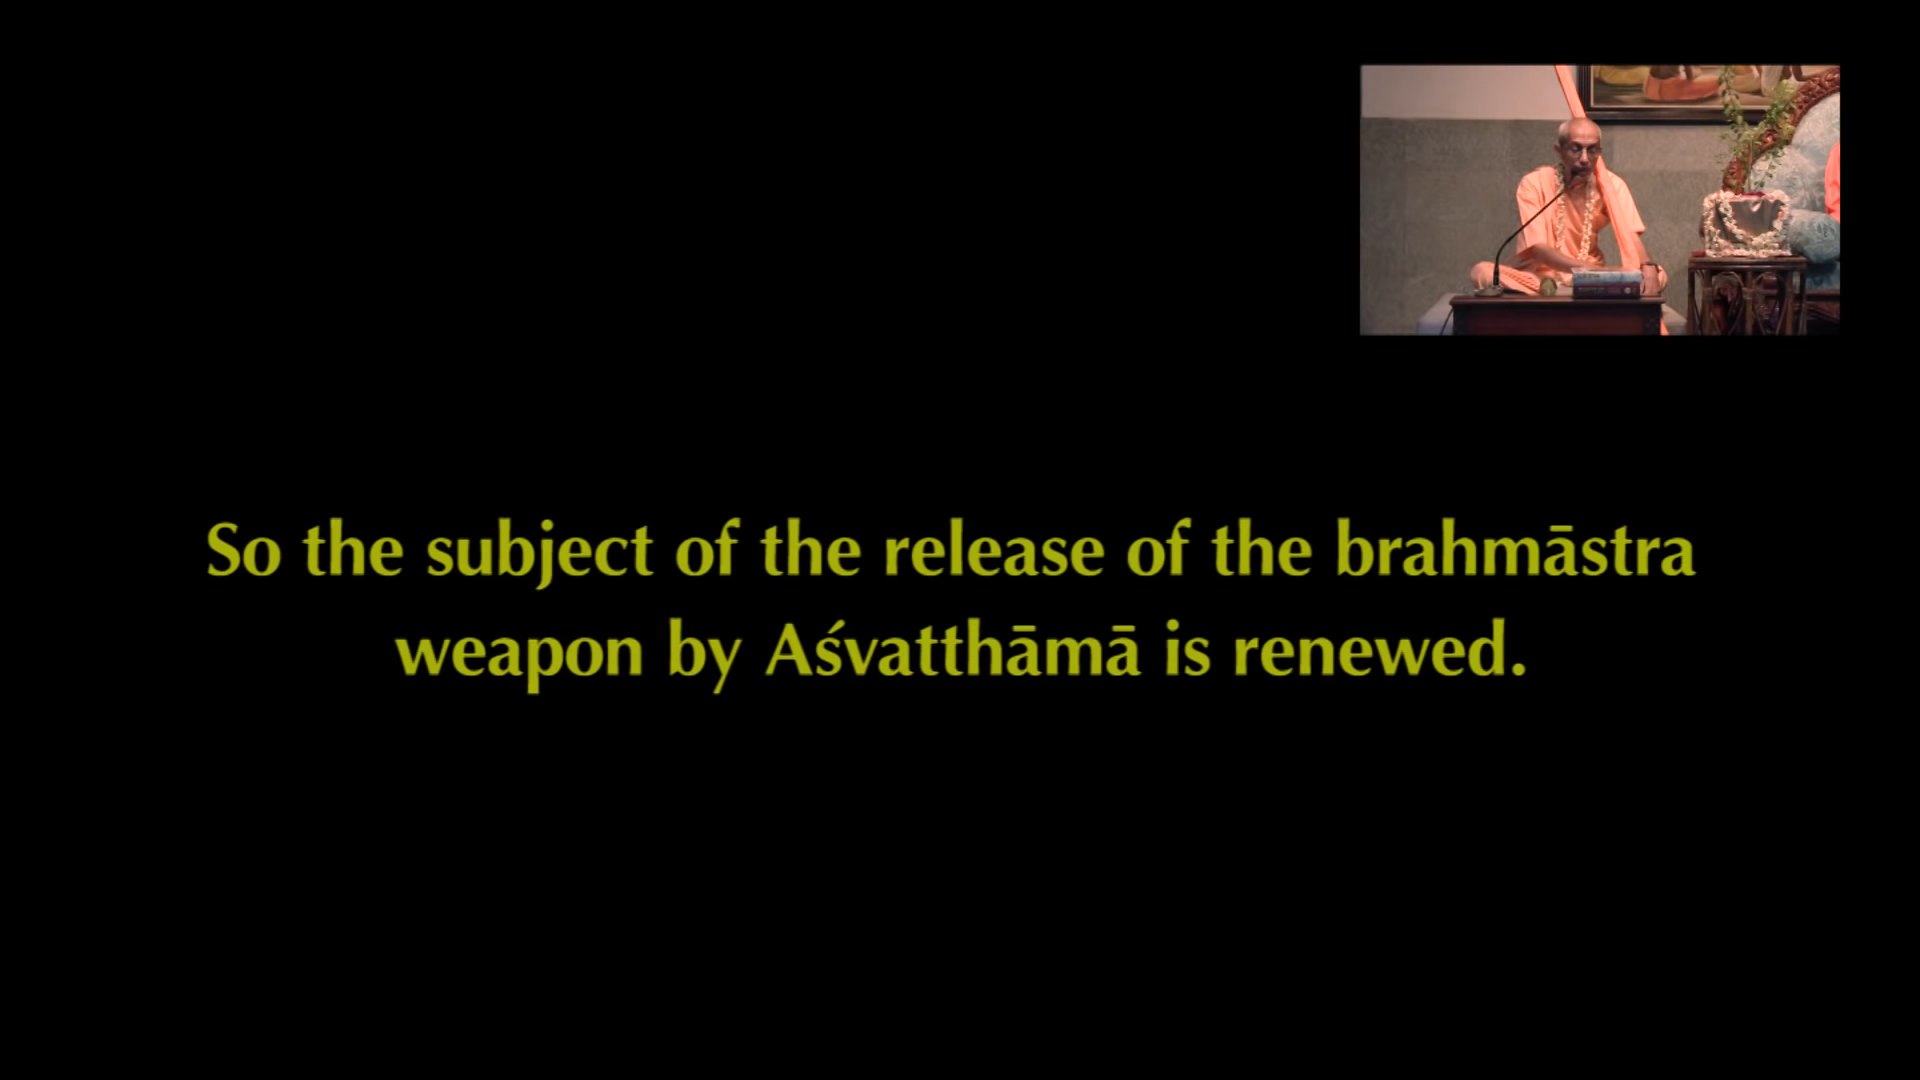 So the subject of the release of the brahmāstra
weapon by Aśvatthāmā is renewed.